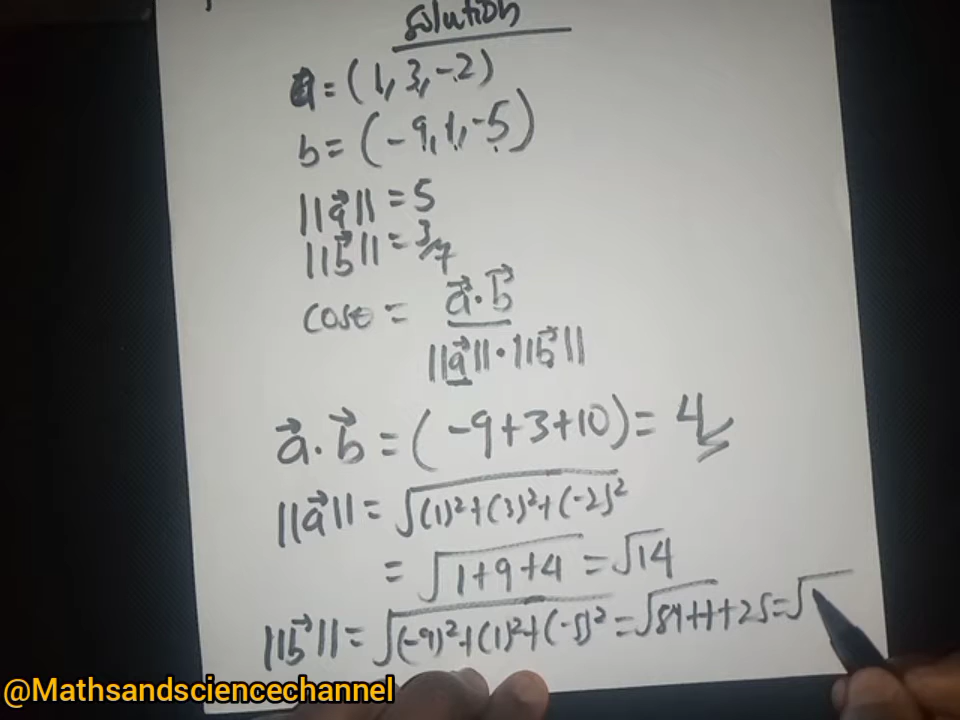 Solution
a = (1, 3, -2)
b = (-9, 1, -5)
||a⃗|| = 5
||b⃗|| = 3/7
cosθ = a⃗·b⃗
||a⃗||·||b⃗||
a⃗·b⃗ = (-9+3+10) = 4
||a⃗|| = √(1)²+(3)²+(-2)²
= √1+9+4 = √14
||b⃗|| = √(-9)²+(1)²+(-5)² = √81+1+25 = √
@Mathsandsciencechannel